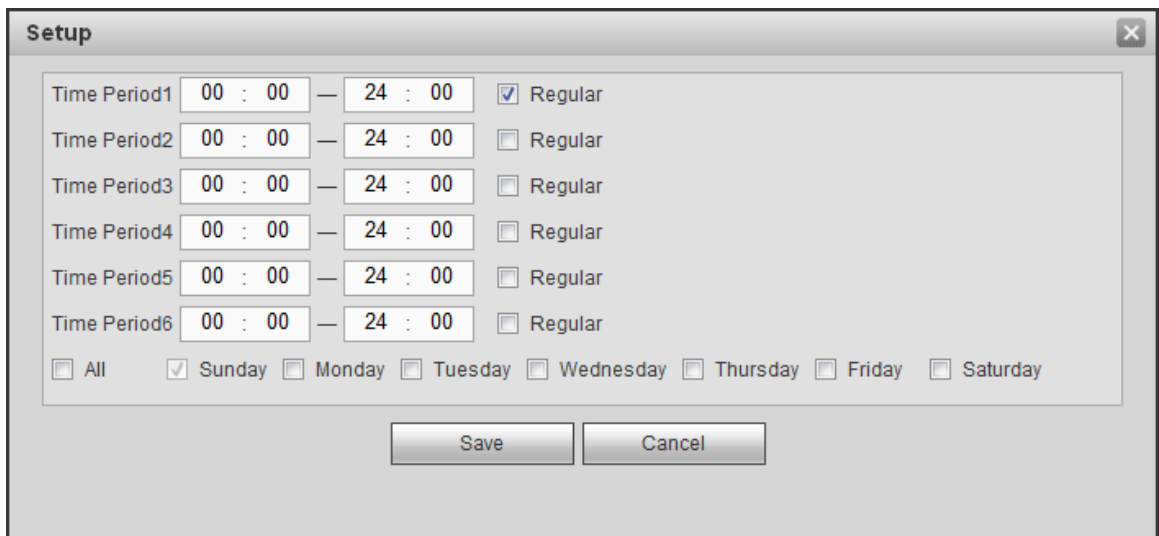 Setup
Time Period1 00 : 00 — 24 : 00 Regular
Time Period2 00 : 00 — 24 : 00 Regular
Time Period3 00 : 00 — 24 : 00 Regular
Time Period4 00 : 00 — 24 : 00 Regular
Time Period5 00 : 00 — 24 : 00 Regular
Time Period6 00 : 00 — 24 : 00 Regular
All Sunday Monday Tuesday Wednesday Thursday Friday Saturday
Save Cancel